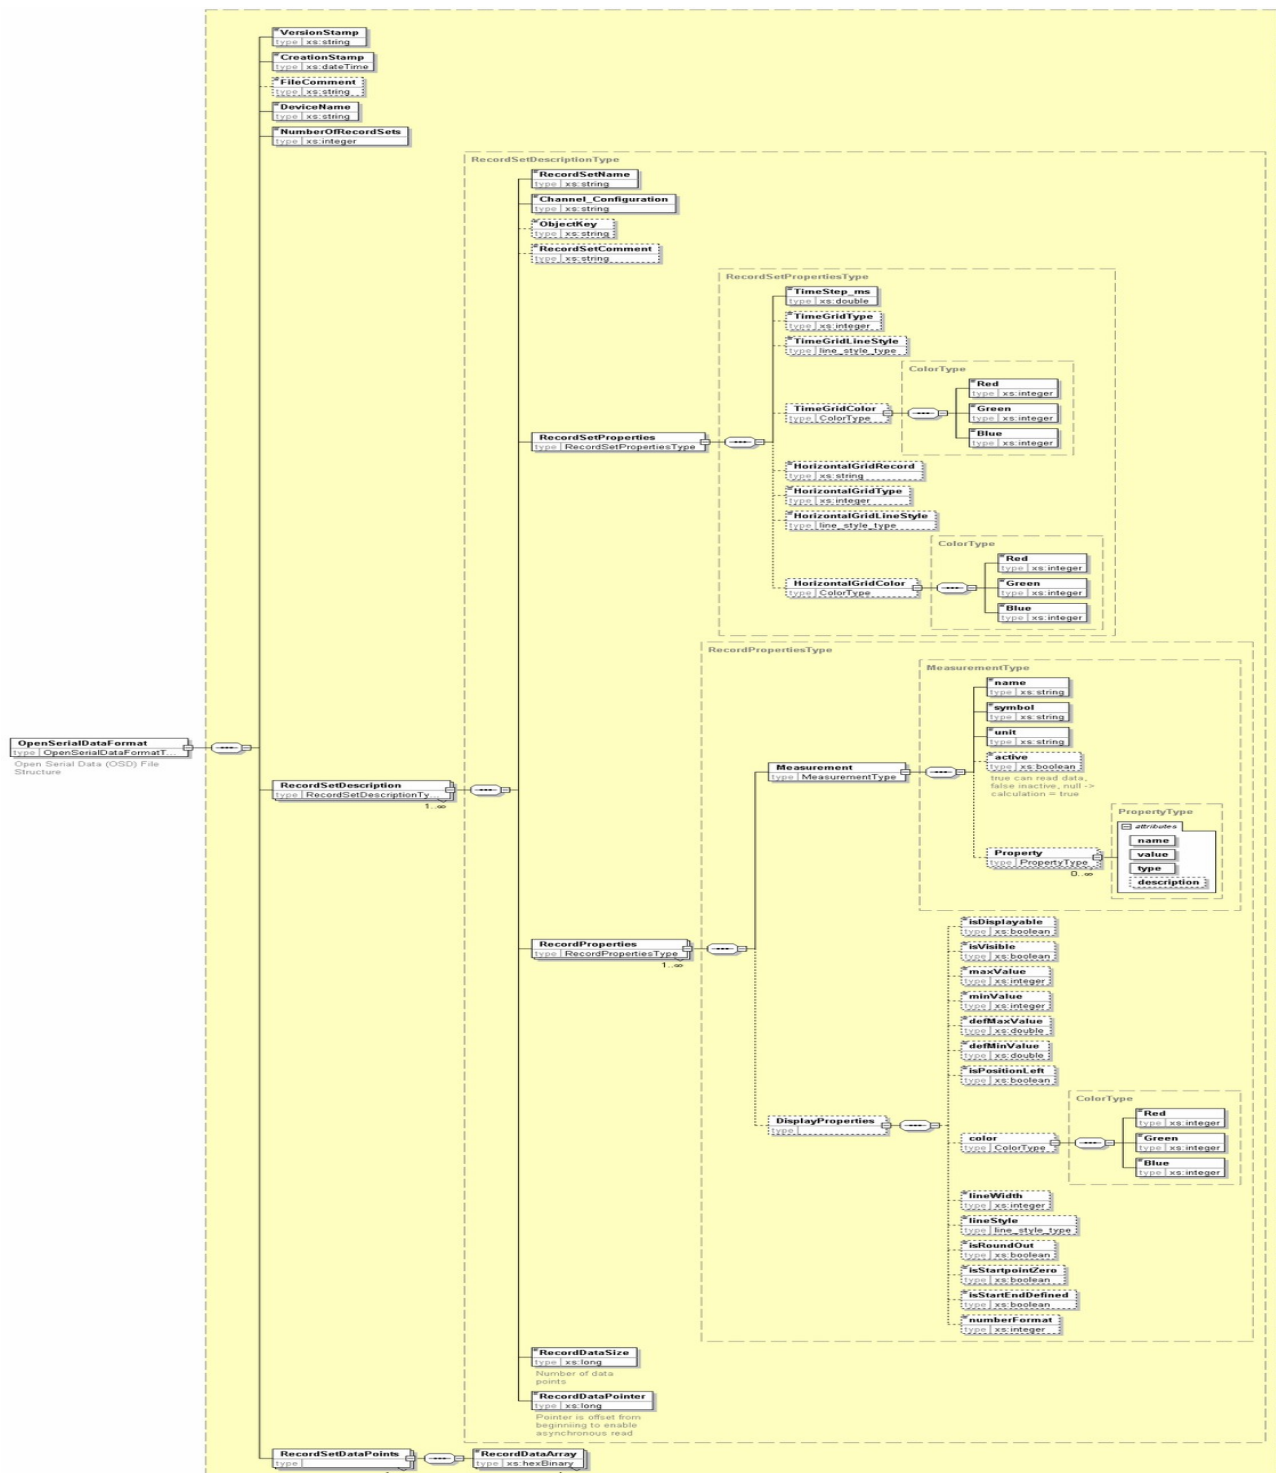 VersionStamp
type xs:string
CreationStamp
type xs:dateTime
FileComment
type xs:string
DeviceName
type xs:string
NumberOfRecordSets
type xs:integer
RecordSetDescriptionType
RecordSetName
type xs:string
Channel_Configuration
type xs:string
ObjectKey
type xs:string
RecordSetComment
type xs:string
RecordSetPropertiesType
TimeStep_ms
type xs:double
TimeGridType
type xs:integer
TimeGridLineStyle
type line_style_type
ColorType
Red
type xs:integer
TimeGridColor
type ColorType
Green
type xs:integer
Blue
type xs:integer
RecordSetProperties
type RecordSetPropertiesType
HorizontalGridRecord
type xs:string
HorizontalGridType
type xs:integer
HorizontalGridLineStyle
type line_style_type
ColorType
Red
type xs:integer
HorizontalGridColor
type ColorType
Green
type xs:integer
Blue
type xs:integer
RecordPropertiesType
MeasurementType
name
type xs:string
symbol
type xs:string
unit
type xs:string
OpenSerialDataFormat
type OpenSerialDataFormatT...
Open Serial Data (OSD) File
Structure
RecordSetDescription
type RecordSetDescriptionTy...
1..∞
Measurement
type MeasurementType
active
type xs:boolean
true can read data,
false inactive, null ->
calculation = true
PropertyType
attributes
name
value
type
description
Property
type PropertyType
0..∞
RecordProperties
type RecordPropertiesType
1..∞
isDisplayable
type xs:boolean
isVisible
type xs:boolean
maxValue
type xs:integer
minValue
type xs:integer
defMaxValue
type xs:double
defMinValue
type xs:double
isPositionLeft
type xs:boolean
ColorType
Red
type xs:integer
DisplayProperties
type
color
type ColorType
Green
type xs:integer
Blue
type xs:integer
lineWidth
type xs:integer
lineStyle
type line_style_type
isRoundOut
type xs:boolean
isStartpointZero
type xs:boolean
isStartEndDefined
type xs:boolean
numberFormat
type xs:integer
RecordDataSize
type xs:long
Number of data
points
RecordDataPointer
type xs:long
Pointer is offset from
beginniing to enable
asynchronous read
RecordSetDataPoints
type
RecordDataArray
type xs:hexBinary